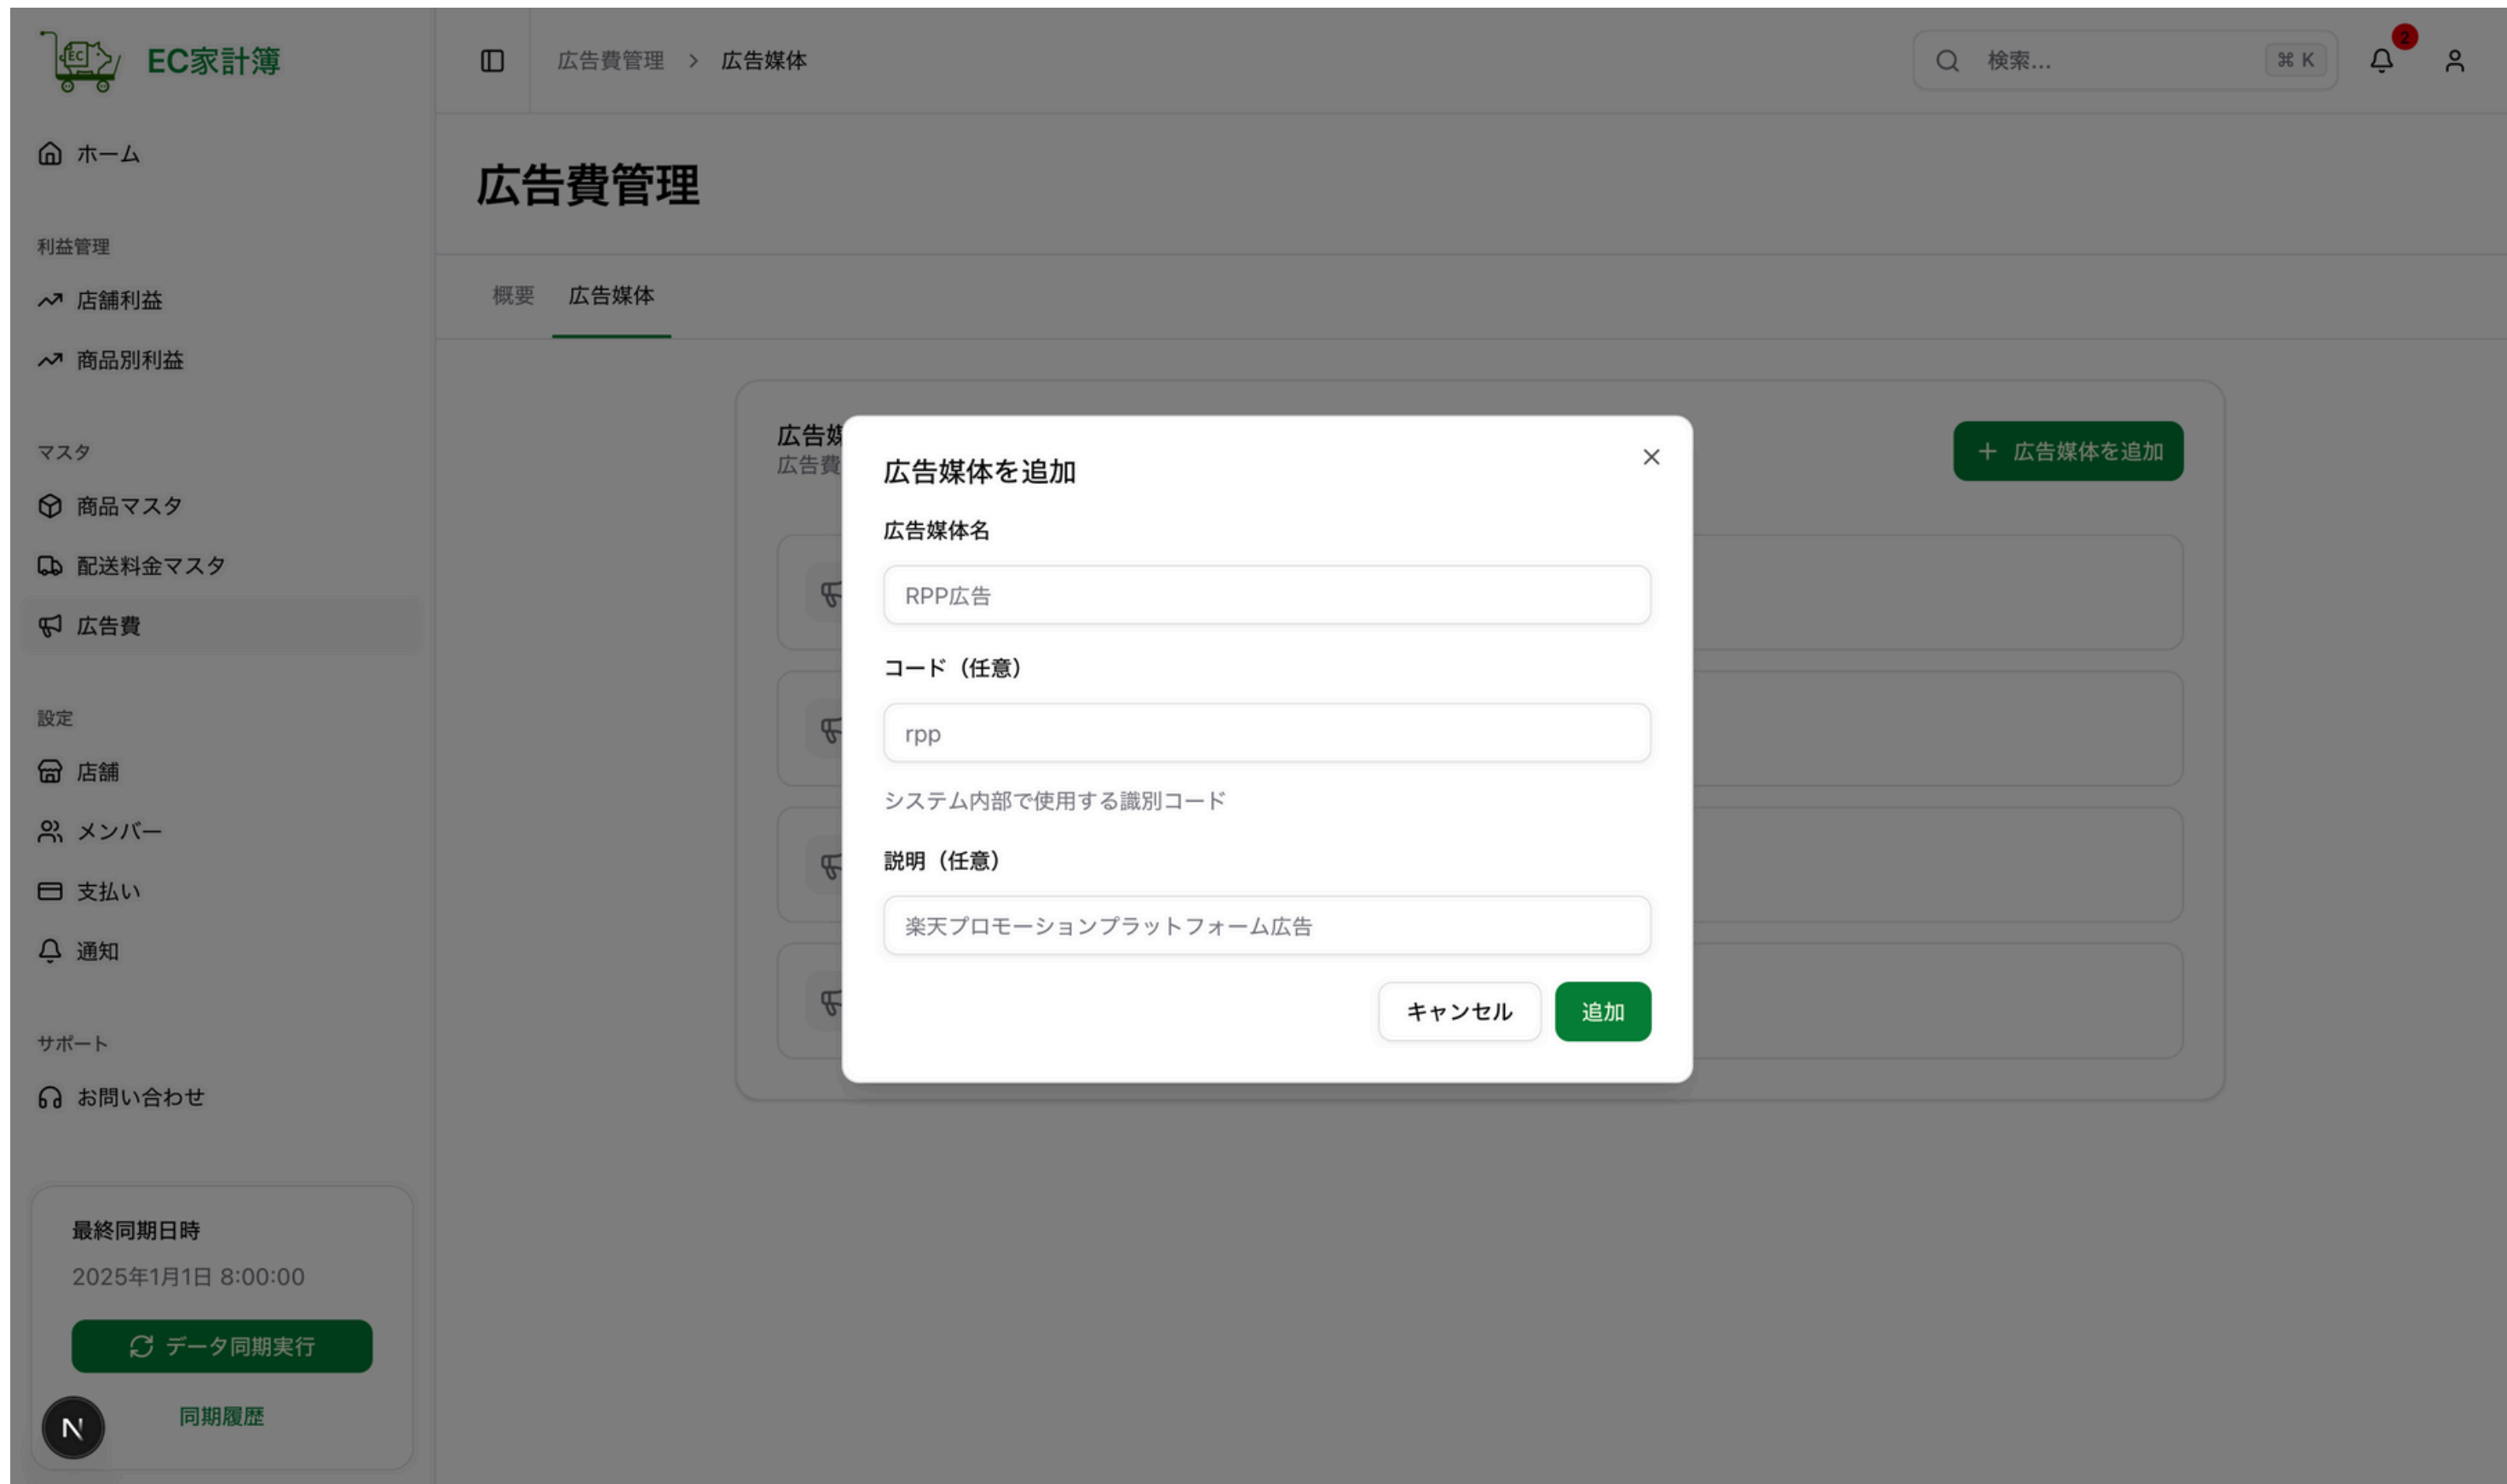 EC
EC家計簿
広告費管理 > 広告媒体
検索...
⌘ K
2
ホーム
広告費管理
利益管理
店舗利益
商品別利益
概要
広告媒体
マスタ
商品マスタ
配送料金マスタ
広告費
設定
店舗
メンバー
支払い
通知
サポート
お問い合わせ
最終同期日時
2025年1月1日 8:00:00
データ同期実行
同期履歴
N
広告媒
広告費
+ 広告媒体を追加
広告媒体を追加
広告媒体名
RPP広告
コード（任意）
rpp
システム内部で使用する識別コード
説明（任意）
楽天プロモーションプラットフォーム広告
キャンセル
追加